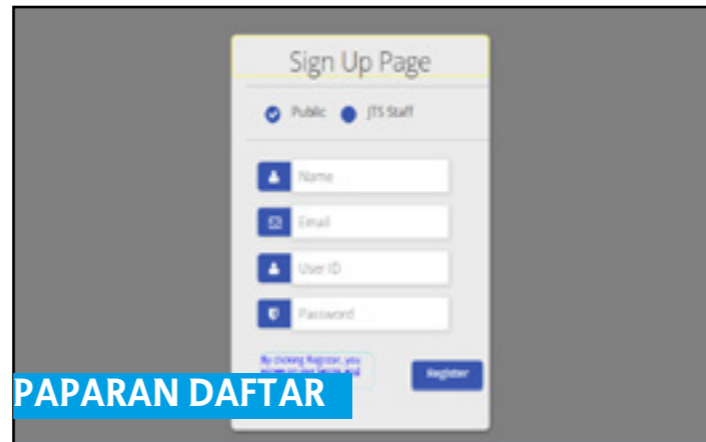 Sign Up Page
Public JTS Staff
Name
Email
User ID
Password
By clicking Register, you
Register
PAPARAN DAFTAR